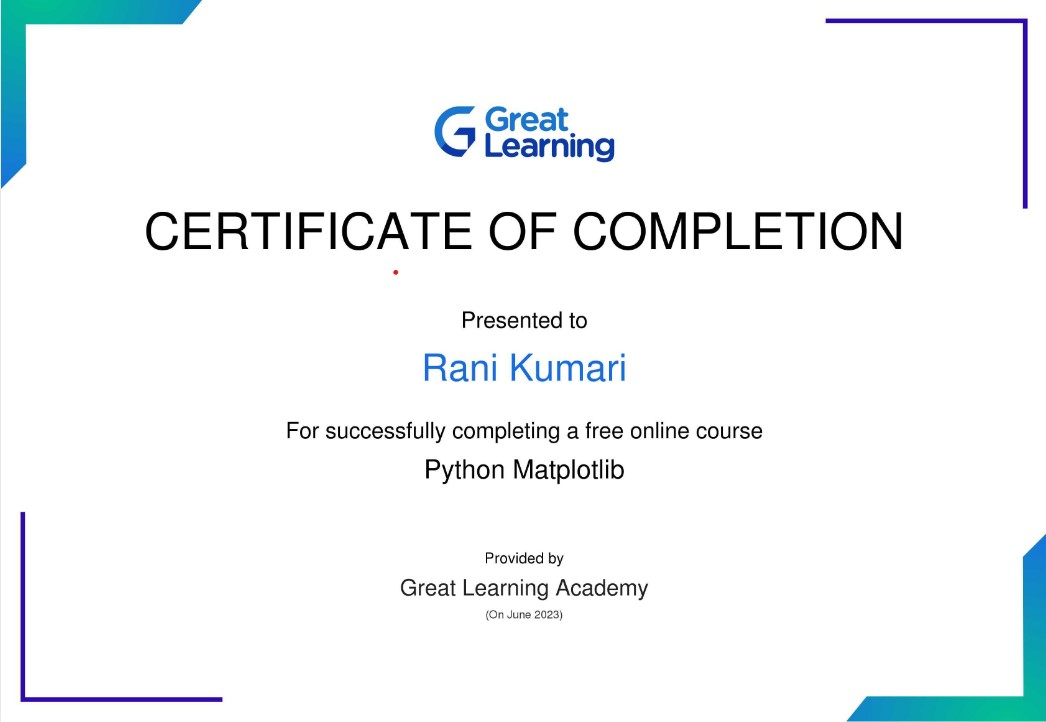 Great
Learning
CERTIFICATE OF COMPLETION
Presented to
Rani Kumari
For successfully completing a free online course
Python Matplotlib
Provided by
Great Learning Academy
(On June 2023)